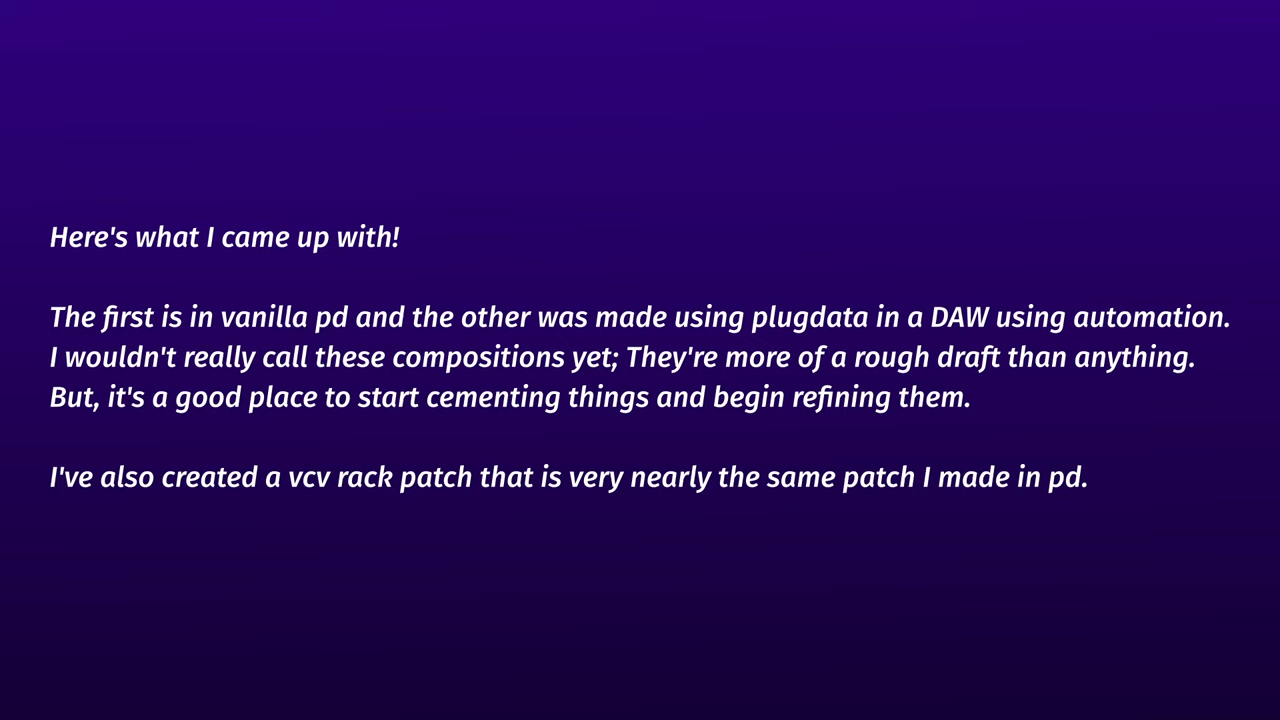 Here's what I came up with!
The first is in vanilla pd and the other was made using plugdata in a DAW using automation.
I wouldn't really call these compositions yet; They're more of a rough draft than anything.
But, it's a good place to start cementing things and begin refining them.
I've also created a vcv rack patch that is very nearly the same patch I made in pd.